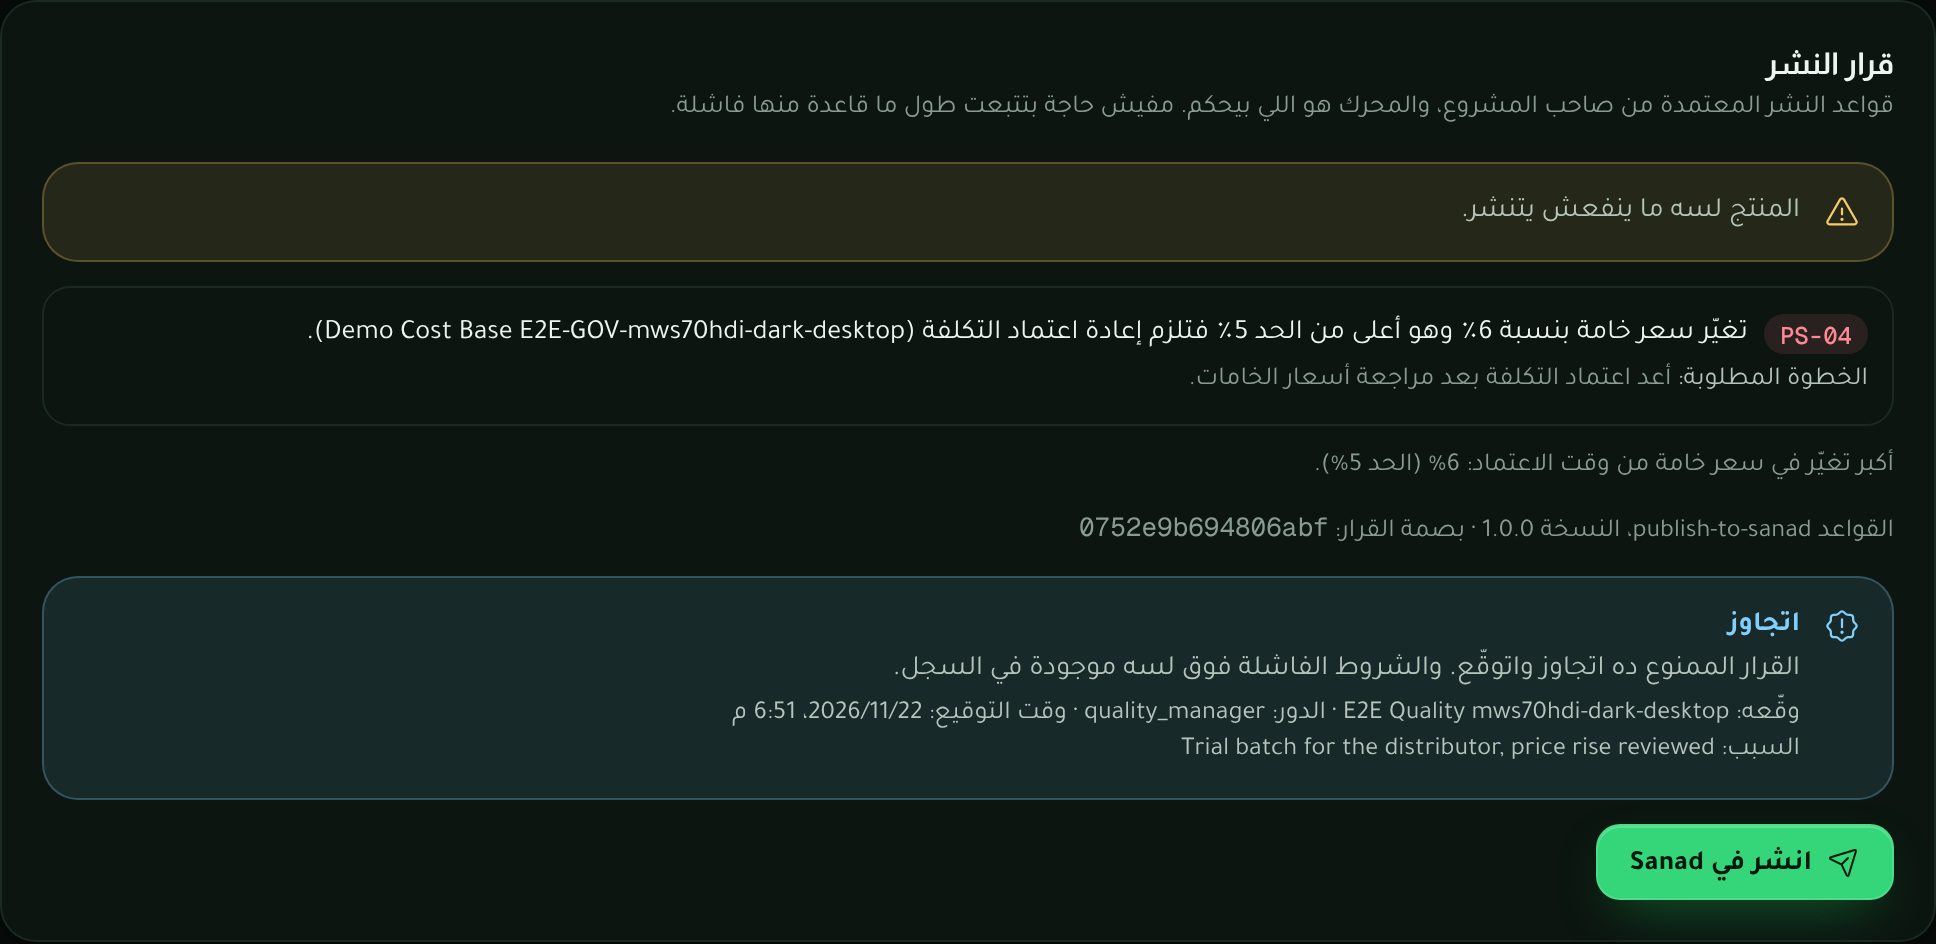 قرار النشر
قواعد النشر المعتمدة من صاحب المشروع، والمحرك هو اللي بيحكم. مفيش حاجة بتتبعت طول ما قاعدة منها فاشلة.
المنتج لسه ما ينفعش يتنشر.
PS-04 تغيّر سعر خامة بنسبة 6٪ وهو أعلى من الحد 5٪ فتلزم إعادة اعتماد التكلفة (Demo Cost Base E2E-GOV-mws70hdi-dark-desktop).
الخطوة المطلوبة: أعد اعتماد التكلفة بعد مراجعة أسعار الخامات.
أكبر تغيّر في سعر خامة من وقت الاعتماد: 6% (الحد 5%).
القواعد publish-to-sanad، النسخة 1.0.0 · بصمة القرار: 0752e9b694806abf
اتجاوز
القرار الممنوع ده اتجاوز واتوقّع. والشروط الفاشلة فوق لسه موجودة في السجل.
وقّعه: E2E Quality mws70hdi-dark-desktop · الدور: quality_manager · وقت التوقيع: 2026/11/22، 6:51 م
السبب: Trial batch for the distributor, price rise reviewed
انشر في Sanad